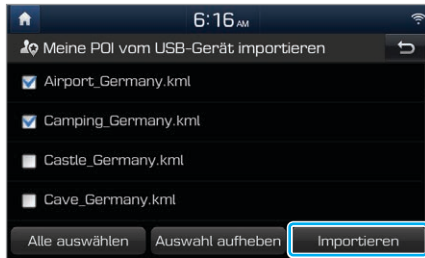 6:16 AM
Meine POI vom USB-Gerät importieren
Airport_Germany.kml
Camping_Germany.kml
Castle_Germany.kml
Cave_Germany.kml
Alle auswählen Auswahl aufheben Importieren